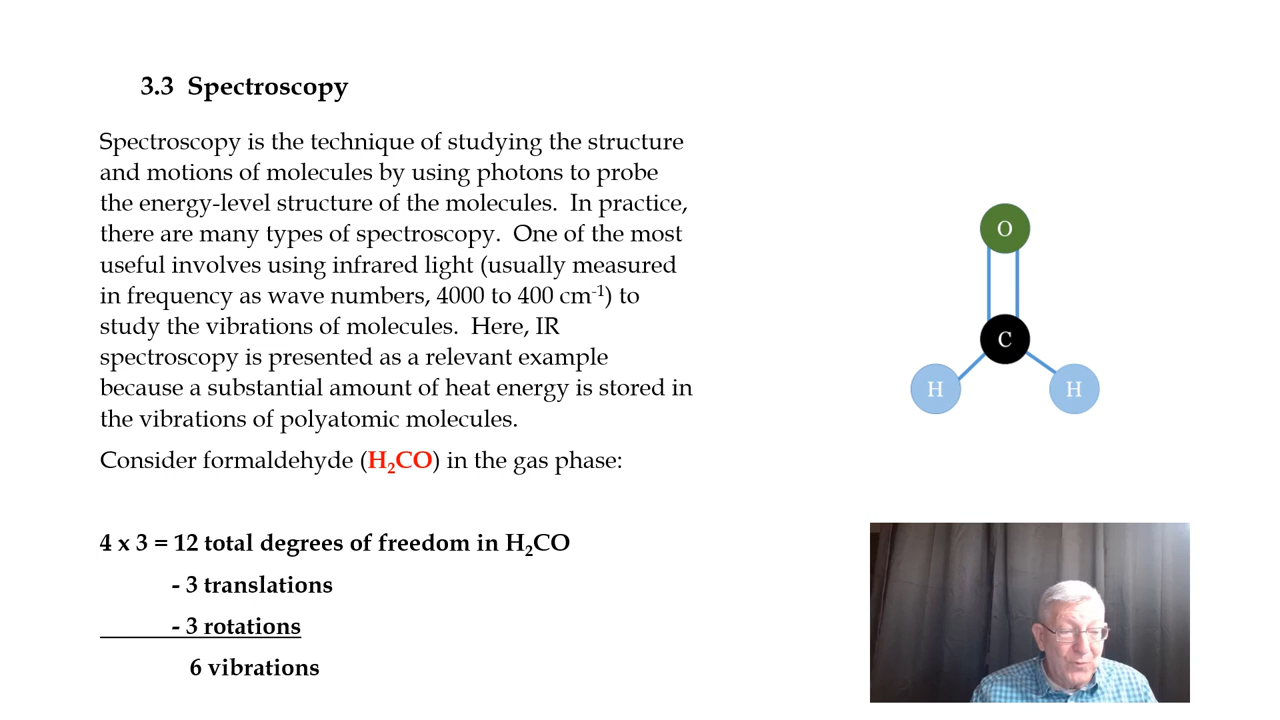 3.3 Spectroscopy
Spectroscopy is the technique of studying the structure
and motions of molecules by using photons to probe
the energy-level structure of the molecules. In practice,
there are many types of spectroscopy. One of the most
useful involves using infrared light (usually measured
in frequency as wave numbers, 4000 to 400 cm⁻¹) to
study the vibrations of molecules. Here, IR
spectroscopy is presented as a relevant example
because a substantial amount of heat energy is stored in
the vibrations of polyatomic molecules.
Consider formaldehyde (H₂CO) in the gas phase:
4 x 3 = 12 total degrees of freedom in H₂CO
- 3 translations
- 3 rotations
6 vibrations
O
C
H H